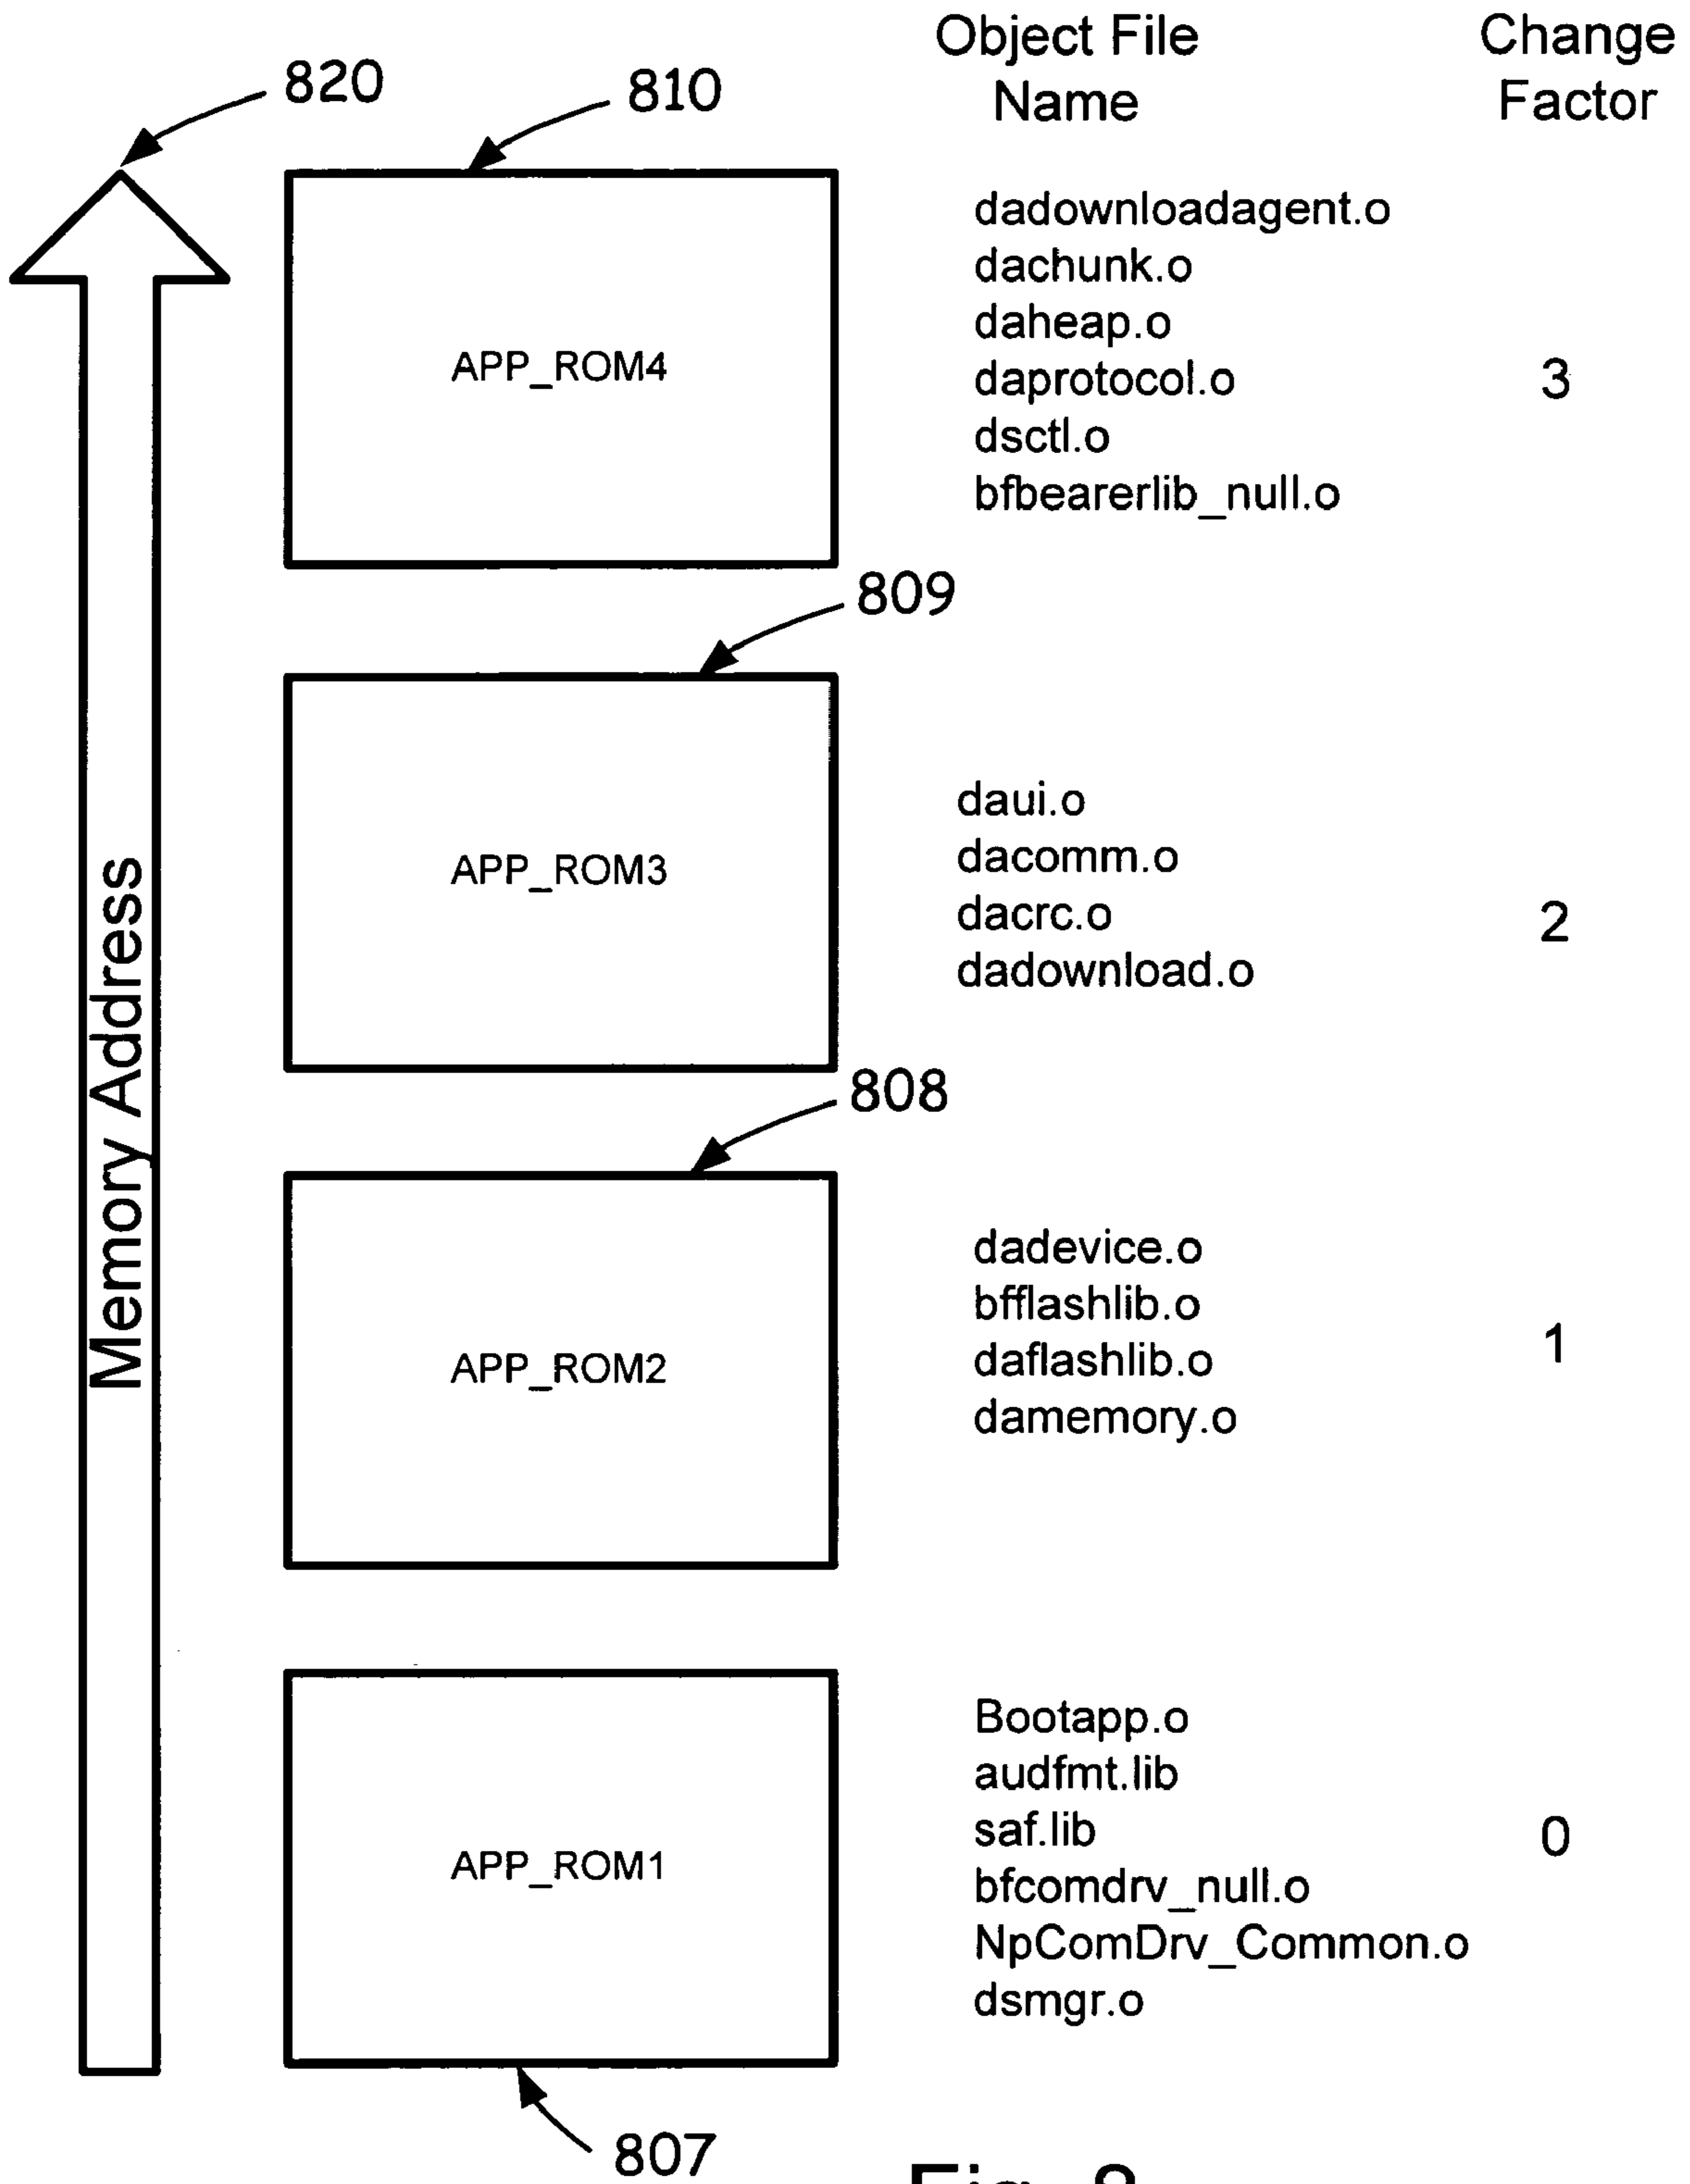 Object File Change
Name Factor
820
810
dadownloadagent.o
dachunk.o
daheap.o
APP_ROM4
daprotocol.o
3
dsctl.o
bfbearerlib_null.o
809
daui.o
APP_ROM3
dacomm.o
dacrc.o
2
dadownload.o
808
Memory Address
dadevice.o
bfflashlib.o
APP_ROM2
daflashlib.o
1
damemory.o
Bootapp.o
audfmt.lib
saf.lib
0
APP_ROM1
bfcomdrv_null.o
NpComDrv_Common.o
dsmgr.o
807